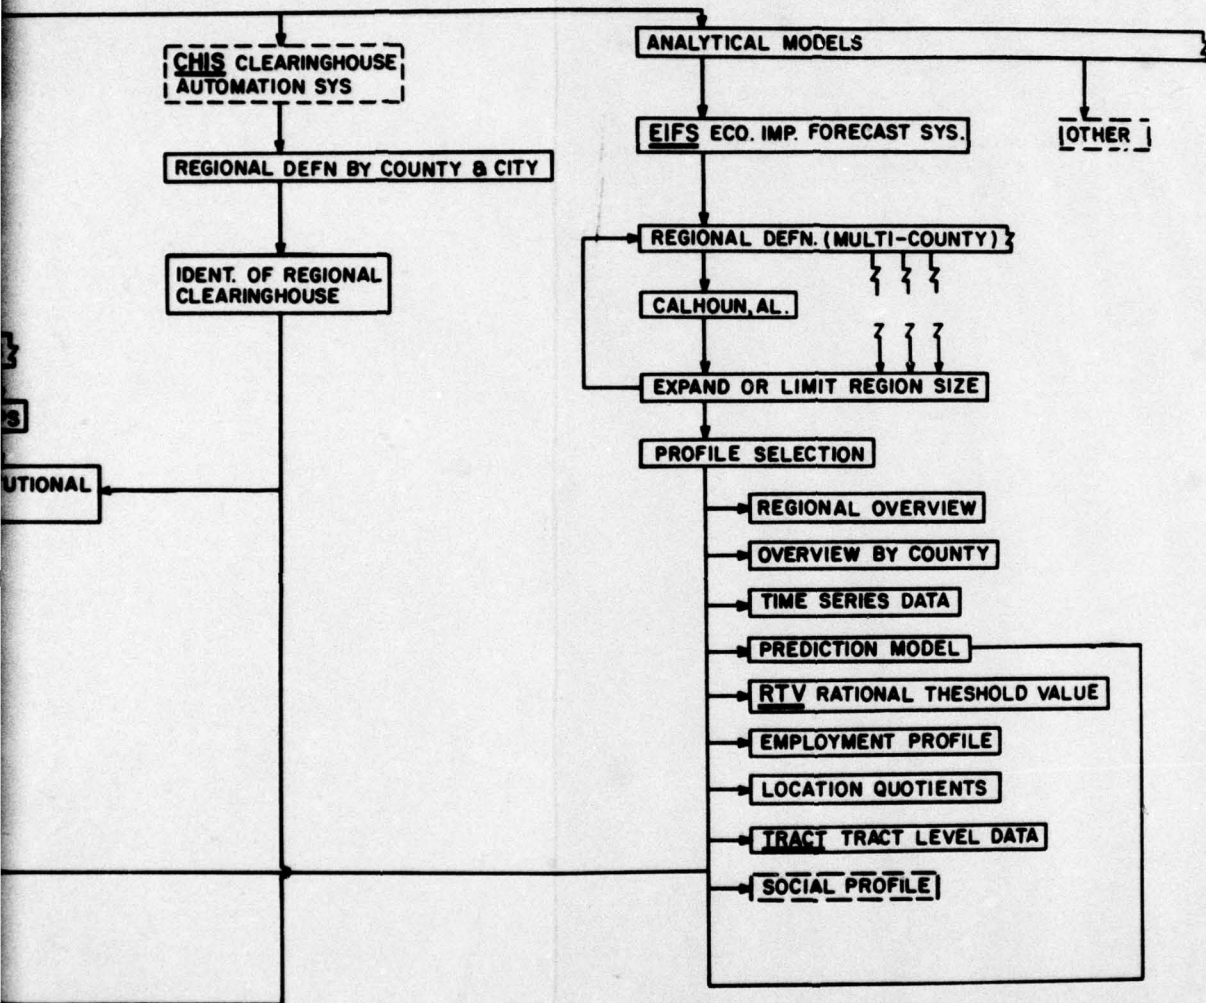 CHIS CLEARINGHOUSE
AUTOMATION SYS
REGIONAL DEFN BY COUNTY & CITY
IDENT. OF REGIONAL
CLEARINGHOUSE
UTIONAL
ANALYTICAL MODELS
EIFS ECO. IMP. FORECAST SYS.
OTHER
REGIONAL DEFN. (MULTI-COUNTY)
CALHOUN, AL.
EXPAND OR LIMIT REGION SIZE
PROFILE SELECTION
REGIONAL OVERVIEW
OVERVIEW BY COUNTY
TIME SERIES DATA
PREDICTION MODEL
RTV RATIONAL THESHOLD VALUE
EMPLOYMENT PROFILE
LOCATION QUOTIENTS
TRACT TRACT LEVEL DATA
SOCIAL PROFILE